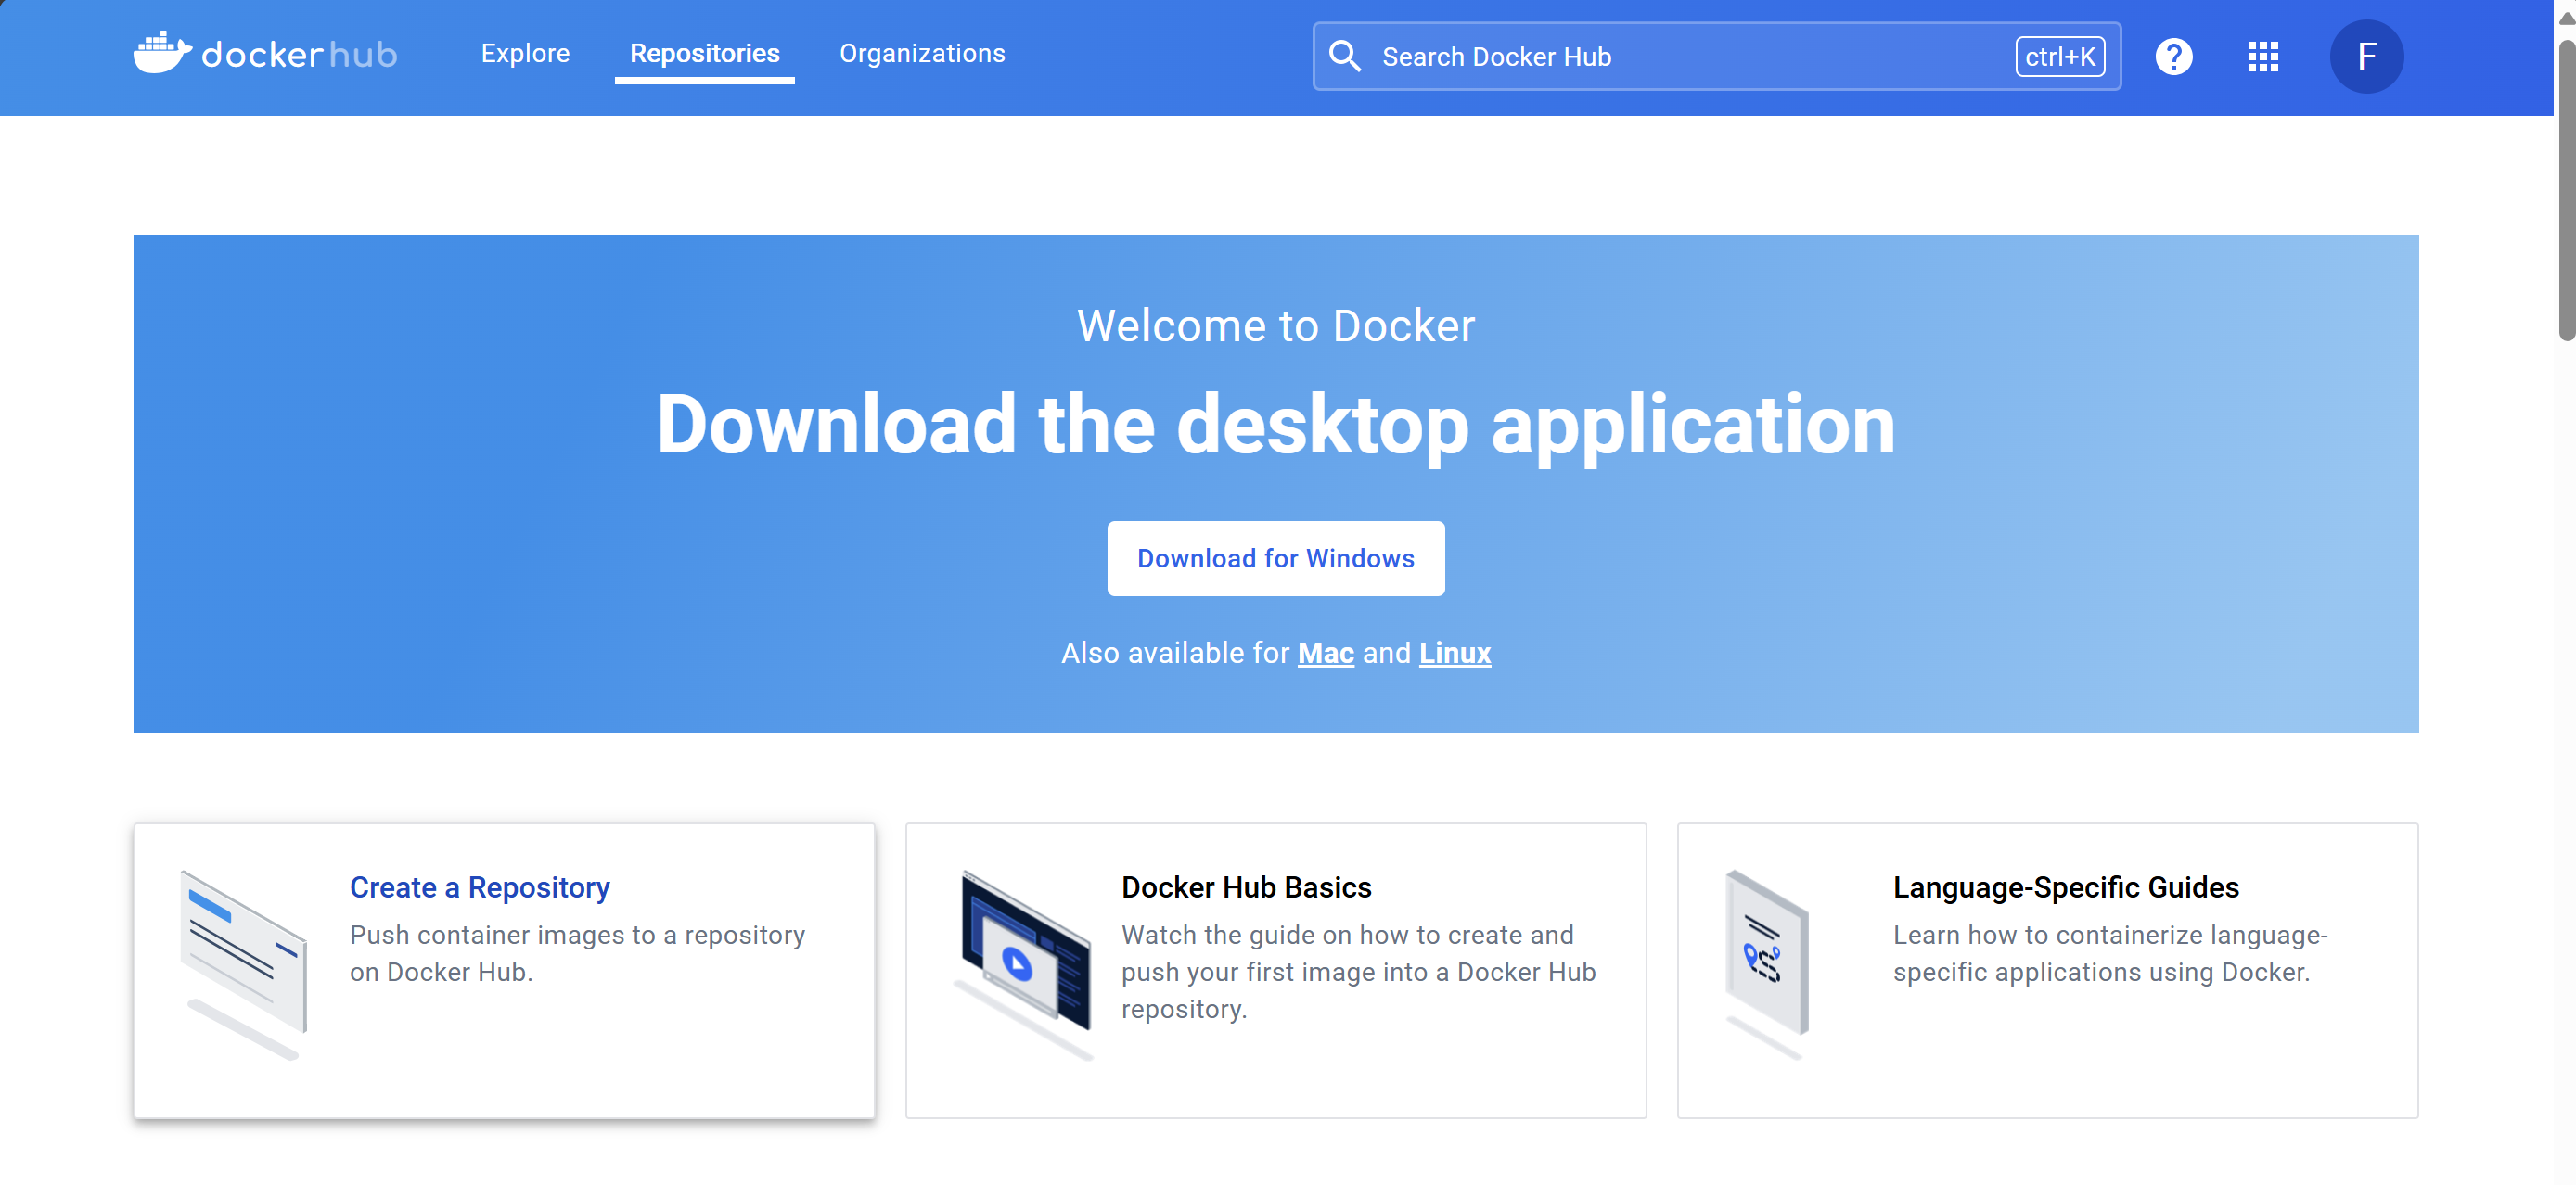 dockerhub
Explore
Repositories
Organizations
Search Docker Hub
ctrl+K
?
F
Welcome to Docker
Download the desktop application
Download for Windows
Also available for Mac and Linux
Create a Repository
Push container images to a repository
on Docker Hub.
Docker Hub Basics
Watch the guide on how to create and
push your first image into a Docker Hub
repository.
Language-Specific Guides
Learn how to containerize language-
specific applications using Docker.